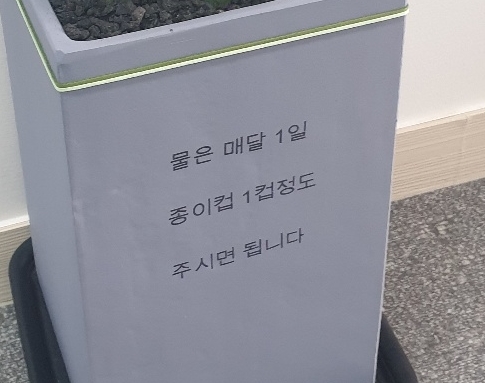 물은 매달 1일
종이컵 1컵정도
주시면 됩니다